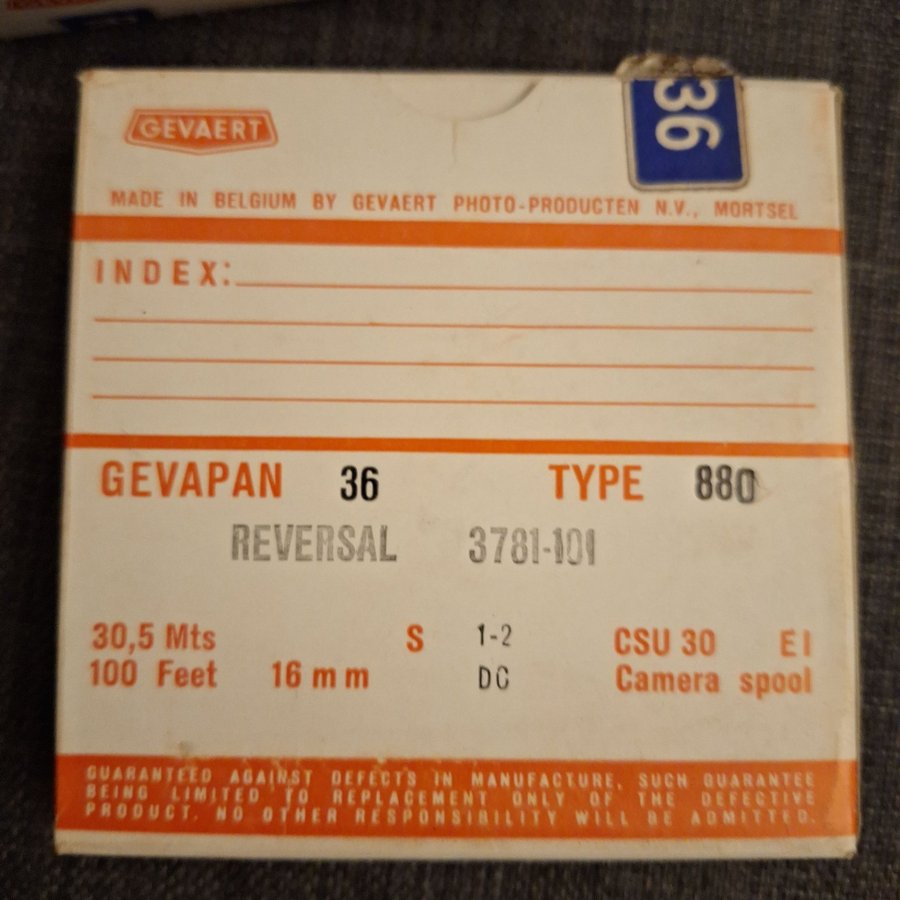 GEVAERT
36
MADE IN BELGIUM BY GEVAERT PHOTO-PRODUCTEN N.V., MORTSEL
INDEX:
GEVAPAN 36 TYPE 880
REVERSAL 3781-101
30,5 Mts S 1-2 CSU 30 EI
100 Feet 16 mm DC Camera spool
GUARANTEED AGAINST DEFECTS IN MANUFACTURE, SUCH GUARANTEE
BEING LIMITED TO REPLACEMENT ONLY OF THE DEFECTIVE
PRODUCT. NO OTHER RESPONSIBILITY WILL BE ADMITTED.